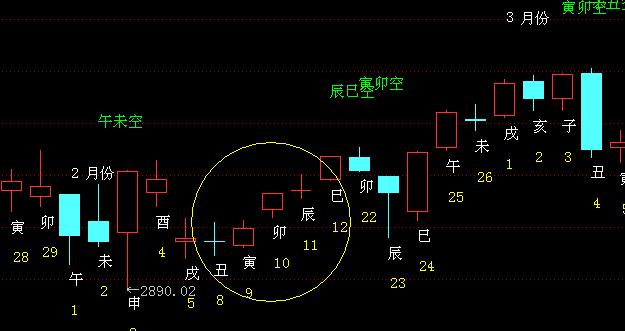 3 月份
寅卯空
丑空
辰巳空
寅卯空
午未空
2 月份
寅
28
卯
29
午
1
未
2
申
←2890.02
酉
4
戌
5
丑
8
寅
9
卯
10
辰
11
巳
12
卯
22
辰
23
巳
24
午
25
未
26
戌
1
亥
2
子
3
丑
4
5